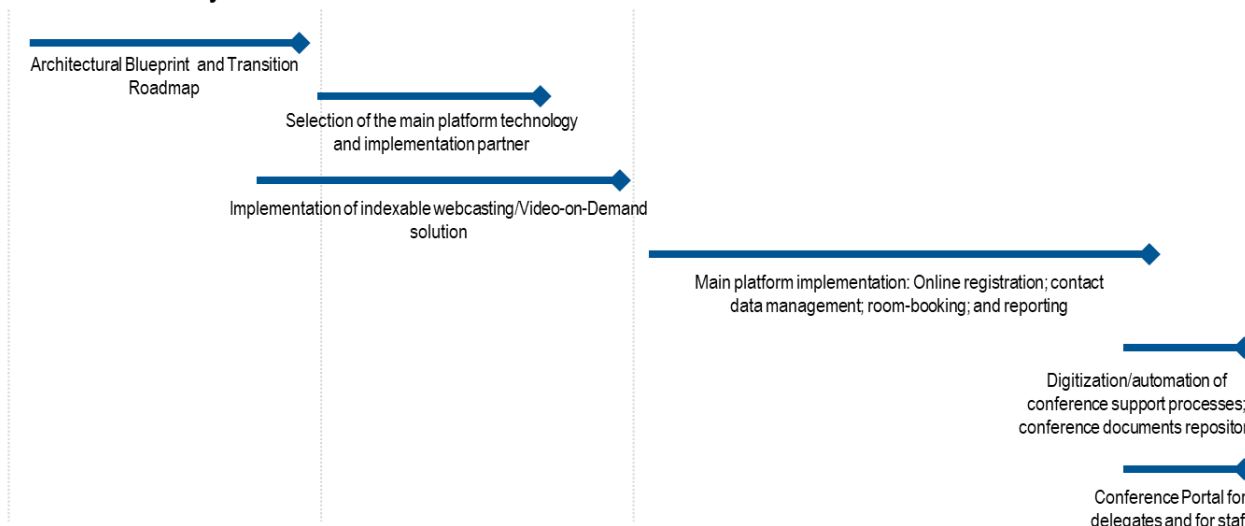 Architectural Blueprint and Transition
Roadmap
Selection of the main platform technology
and implementation partner
Implementation of indexable webcasting/Video-on-Demand
solution
Main platform implementation: Online registration; contact
data management; room-booking; and reporting
Digitization/automation of
conference support processes;
conference documents repositor
Conference Portal for
delegates and for staff